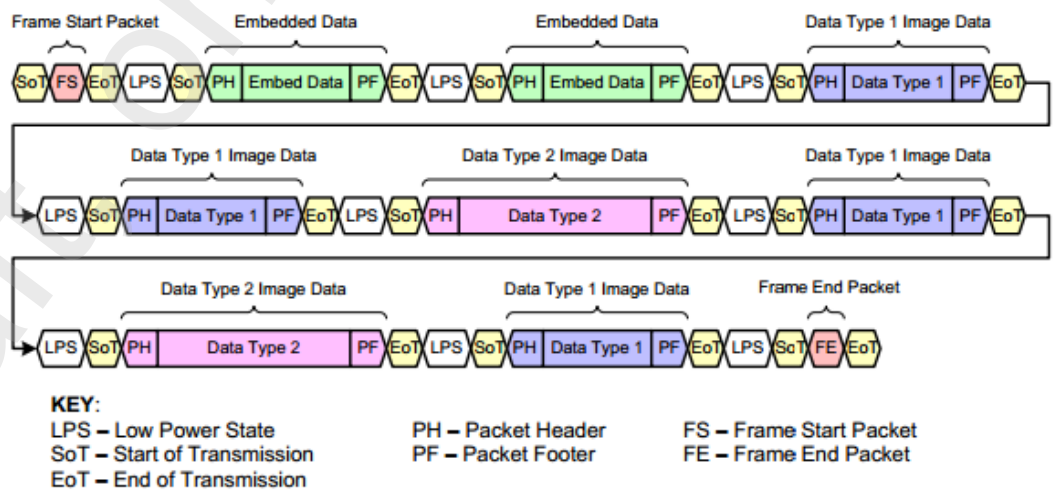 Frame Start Packet Embedded Data Embedded Data Data Type 1 Image Data
SoT FS EoT LPS SoT PH Embed Data PF EoT LPS SoT PH Embed Data PF EoT LPS SoT PH Data Type 1 PF EoT
Data Type 1 Image Data Data Type 2 Image Data Data Type 1 Image Data
LPS SoT PH Data Type 1 PF EoT LPS SoT PH Data Type 2 PF EoT LPS SoT PH Data Type 1 PF EoT
Data Type 2 Image Data Data Type 1 Image Data Frame End Packet
LPS SoT PH Data Type 2 PF EoT LPS SoT PH Data Type 1 PF EoT LPS SoT FE EoT
KEY:
LPS – Low Power State PH – Packet Header FS – Frame Start Packet
SoT – Start of Transmission PF – Packet Footer FE – Frame End Packet
EoT – End of Transmission